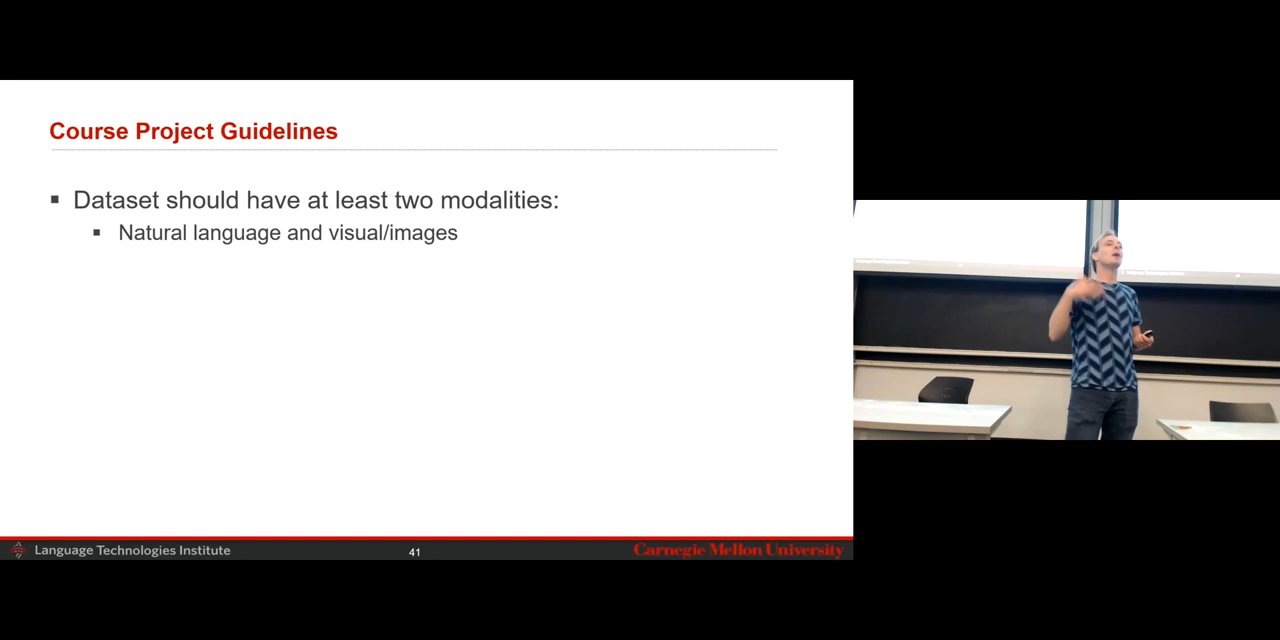 Course Project Guidelines
▪ Dataset should have at least two modalities:
▪ Natural language and visual/images
Language Technologies Institute
41
Carnegie Mellon University